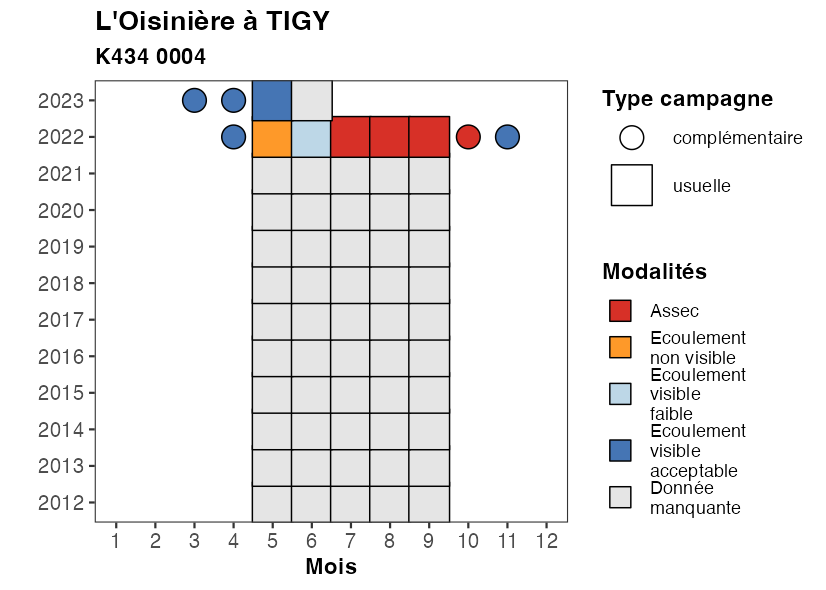 L'Oisinière à TIGY
K434 0004
2023
2022
2021
2020
2019
2018
2017
2016
2015
2014
2013
2012
1 2 3 4 5 6 7 8 9 10 11 12
Mois
Type campagne
complémentaire
usuelle
Modalités
Assec
Ecoulement
non visible
Ecoulement
visible
faible
Ecoulement
visible
acceptable
Donnée
manquante